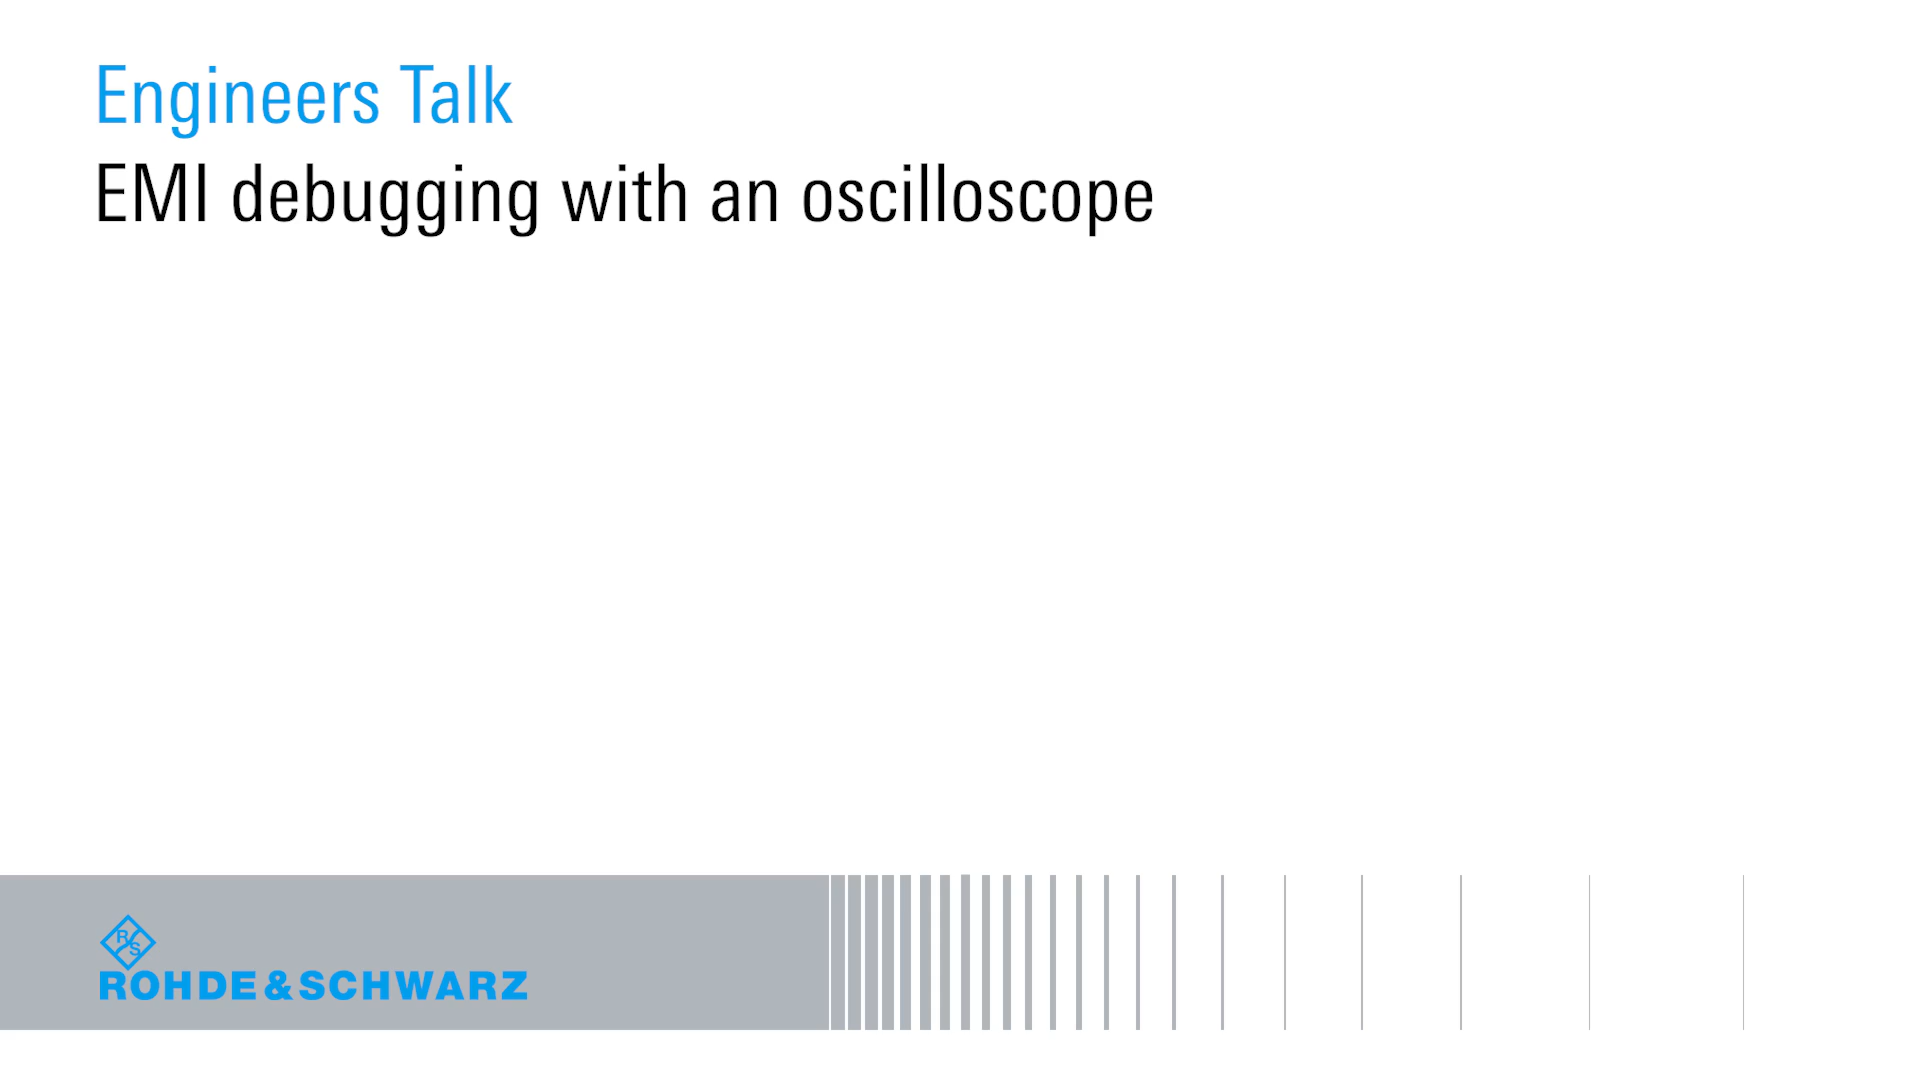 Engineers Talk
EMI debugging with an oscilloscope
R S
ROHDE & SCHWARZ